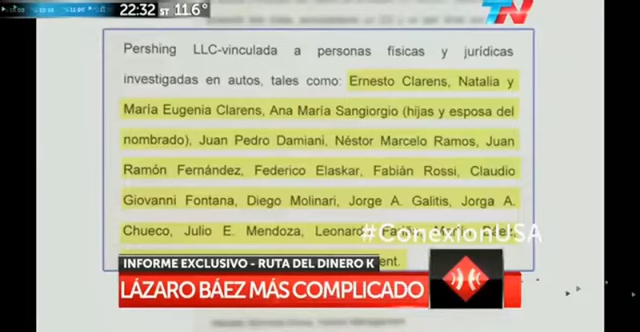 22:32 ST 11.6°
TN
Pershing LLC-vinculada a personas físicas y jurídicas
investigadas en autos, tales como: Ernesto Clarens, Natalia y
María Eugenia Clarens, Ana María Sangiorgio (hijas y esposa del
nombrado), Juan Pedro Damiani, Néstor Marcelo Ramos, Juan
Ramón Fernández, Federico Elaskar, Fabián Rossi, Claudio
Giovanni Fontana, Diego Molinari, Jorge A. Galitis, Jorga A.
Chueco, Julio E. Mendoza, Leonardo
#ConexionUSA
INFORME EXCLUSIVO - RUTA DEL DINERO K
LÁZARO BÁEZ MÁS COMPLICADO